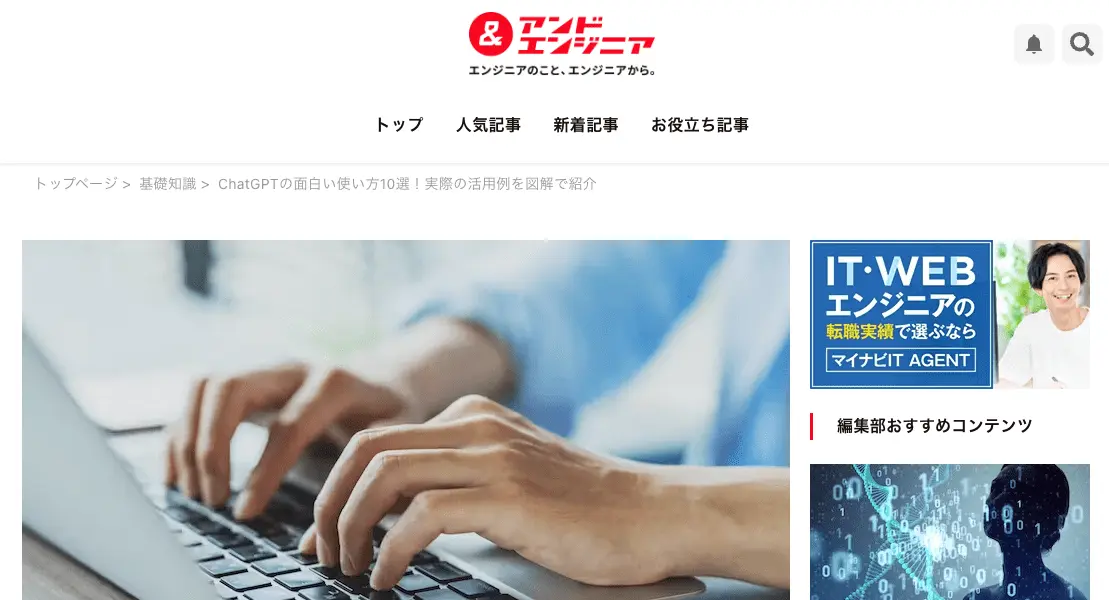 & アンド
エンジニア
エンジニアのこと、エンジニアから。
トップ 人気記事 新着記事 お役立ち記事
トップページ > 基礎知識 > ChatGPTの面白い使い方10選！実際の活用例を図解で紹介
IT・WEB
エンジニアの
転職実績で選ぶなら
マイナビIT AGENT
編集部おすすめコンテンツ